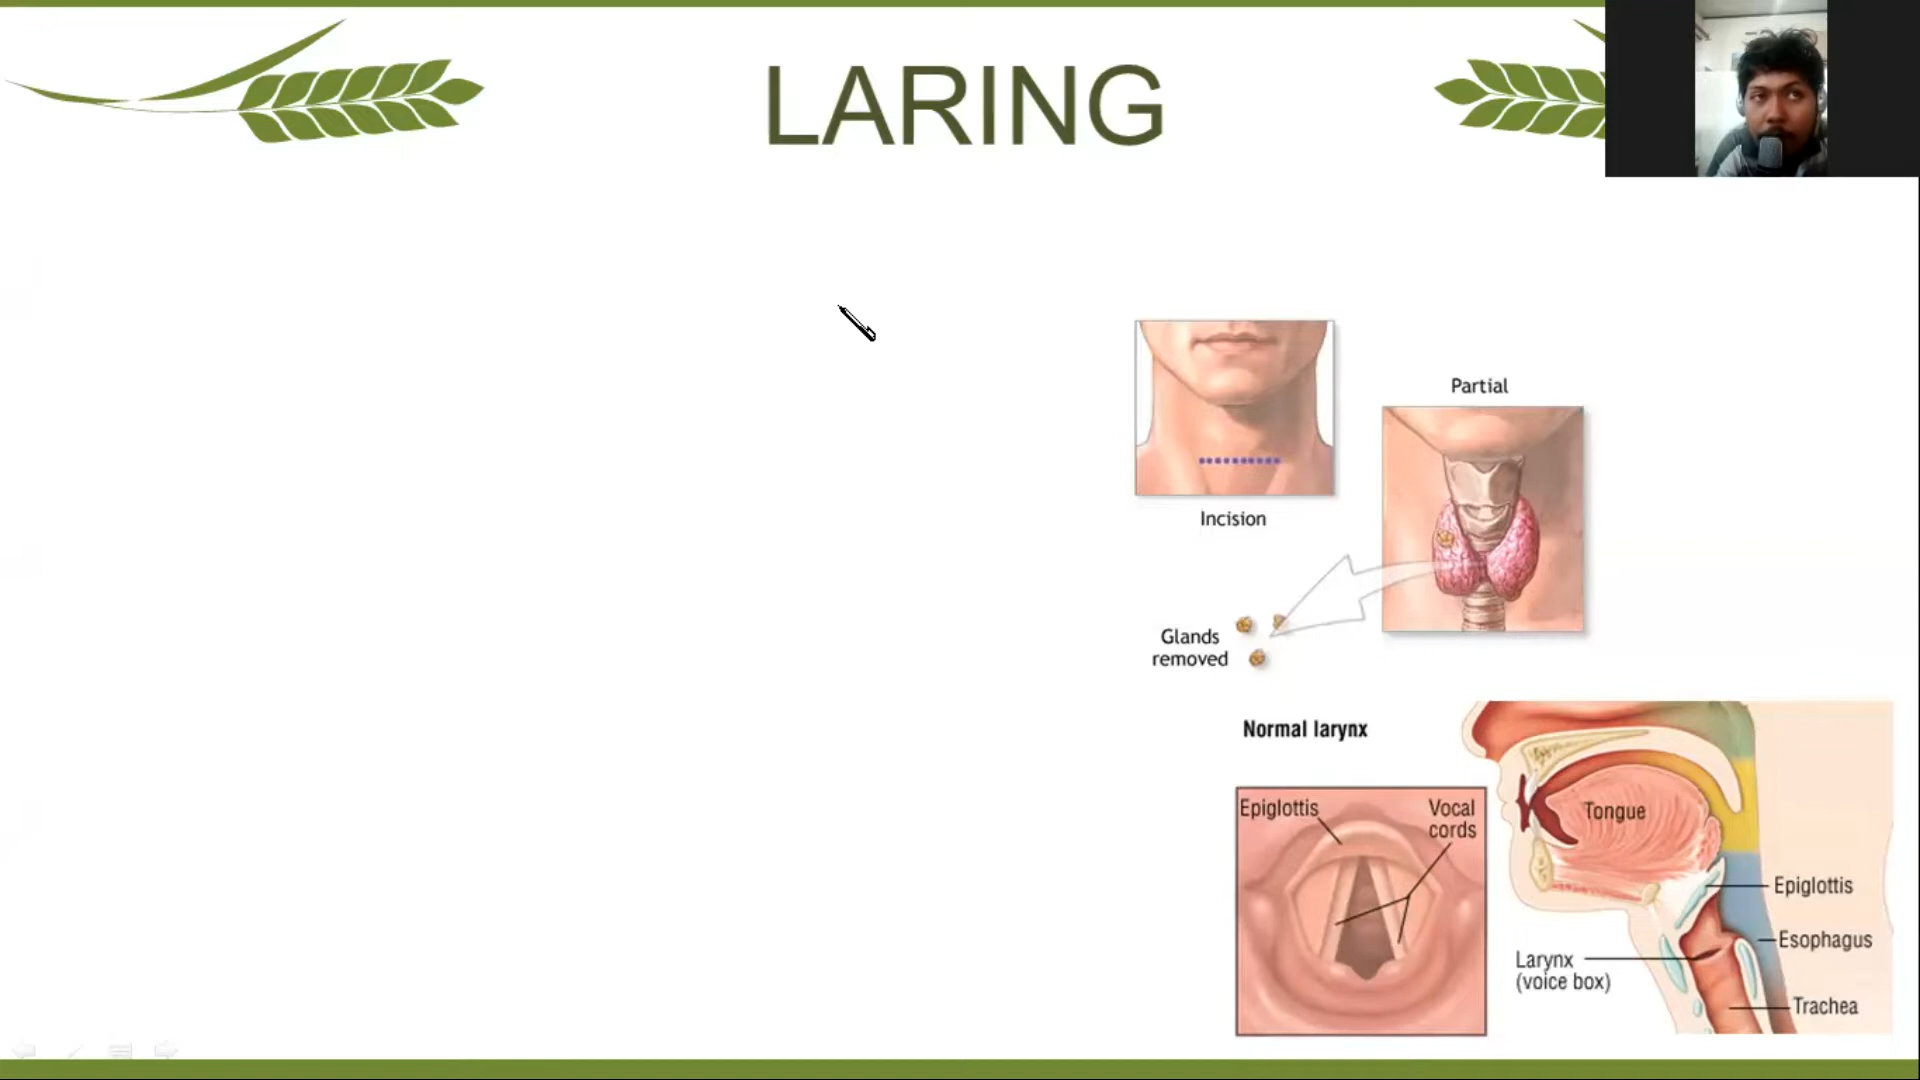 LARING
Partial
Incision
Glands
removed
Normal larynx
Epiglottis
Vocal
cords
Tongue
Epiglottis
Esophagus
Larynx
(voice box)
Trachea